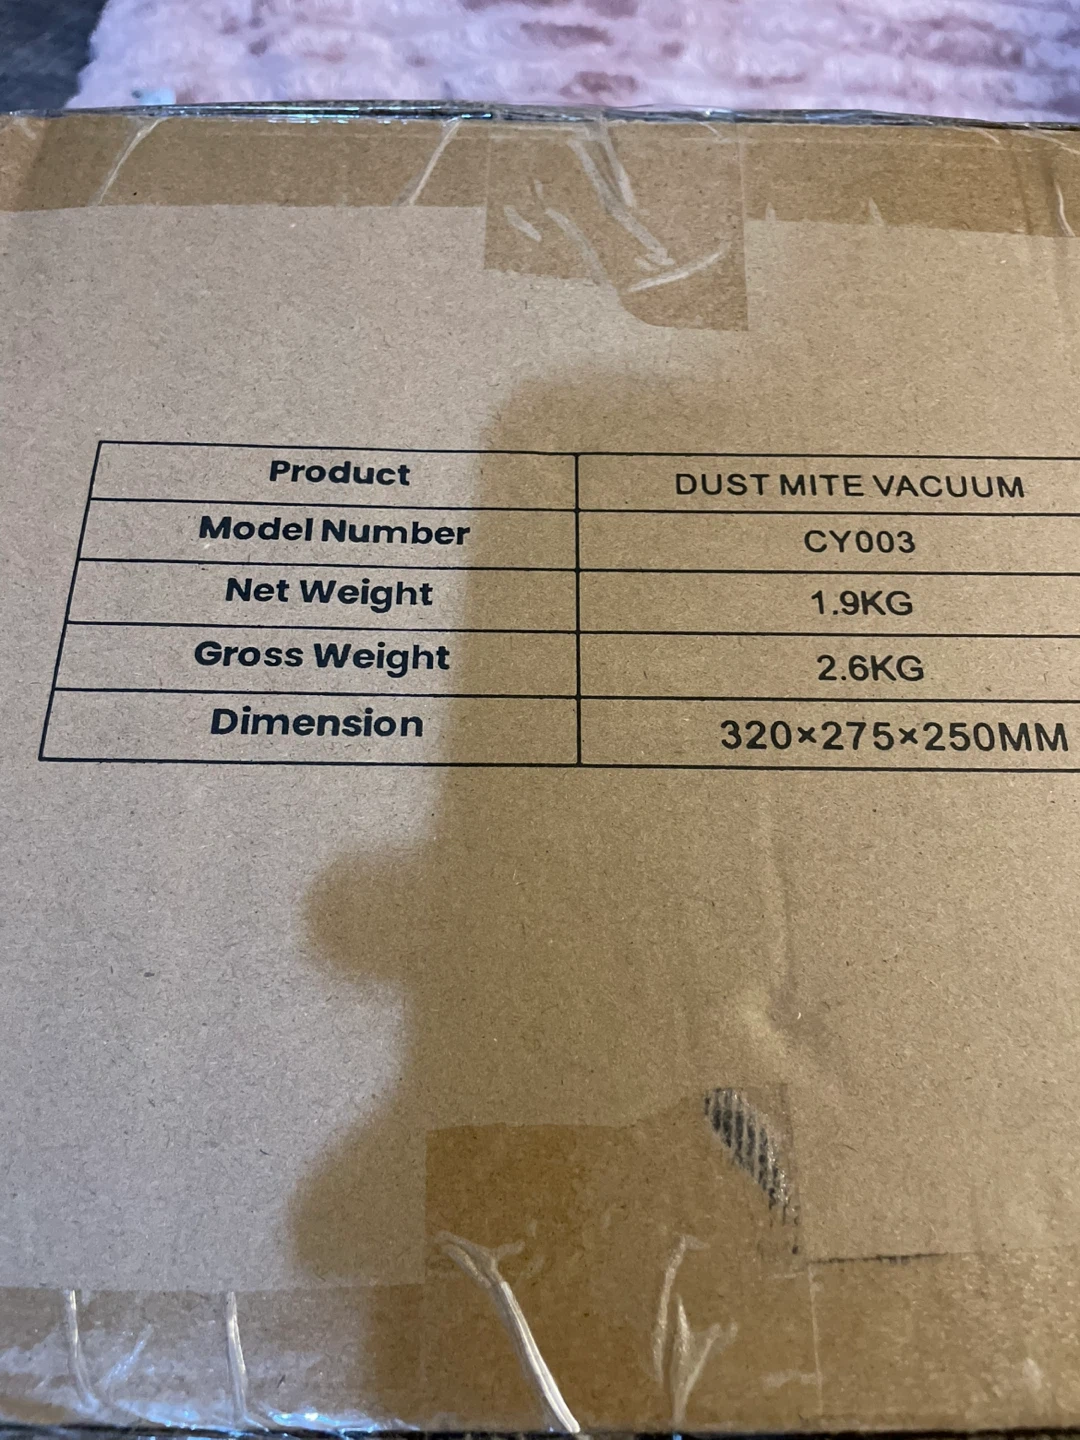 Product DUST MITE VACUUM
Model Number CY003
Net Weight 1.9KG
Gross Weight 2.6KG
Dimension 320×275×250MM